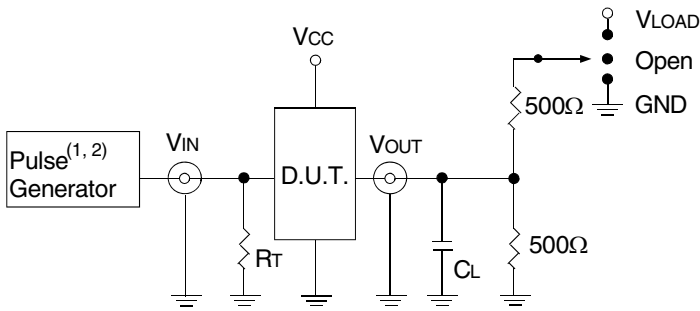 VLOAD
VCC
Open
500Ω
GND
VIN
VOUT
Pulse(1, 2)
Generator
D.U.T.
RT
CL
500Ω